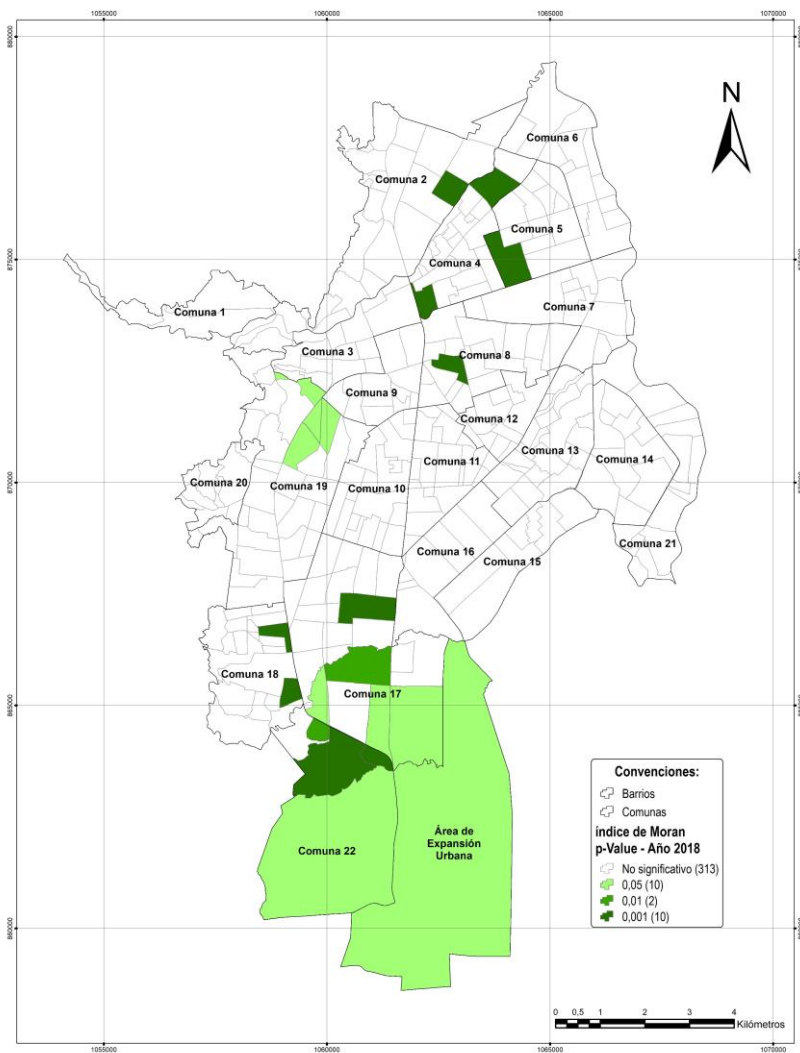 1055000
1060000
1065000
1070000
880000
N
Comuna 6
Comuna 2
Comuna 5
Comuna 4
875000
Comuna 1
Comuna 7
Comuna 3
Comuna 8
Comuna 9
Comuna 12
Comuna 11
Comuna 13
Comuna 14
870000
Comuna 20
Comuna 19
Comuna 10
Comuna 16
Comuna 15
Comuna 21
Comuna 18
Comuna 17
865000
Área de
Expansión
Urbana
Comuna 22
Convenciones:
Barrios
Comunas
índice de Moran
p-Value - Año 2018
No significativo (313)
0,05 (10)
0,01 (2)
0,001 (10)
860000
0 0,5 1 2 3 4
Kilómetros
1055000
1060000
1065000
1070000